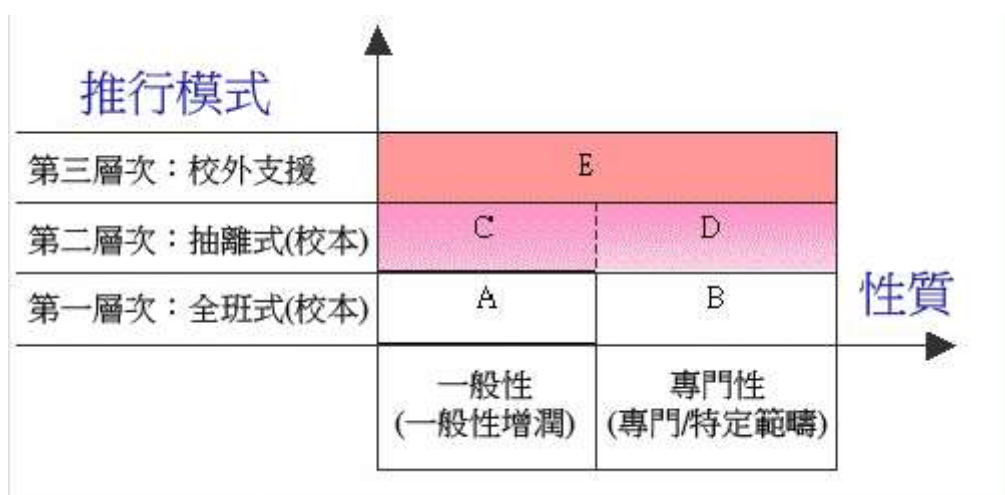 推行模式
第三層次：校外支援
E
第二層次：抽離式(校本)
C
D
第一層次：全班式(校本)
A
B
性質
一般性
(一般性增潤)
專門性
(專門/特定範疇)